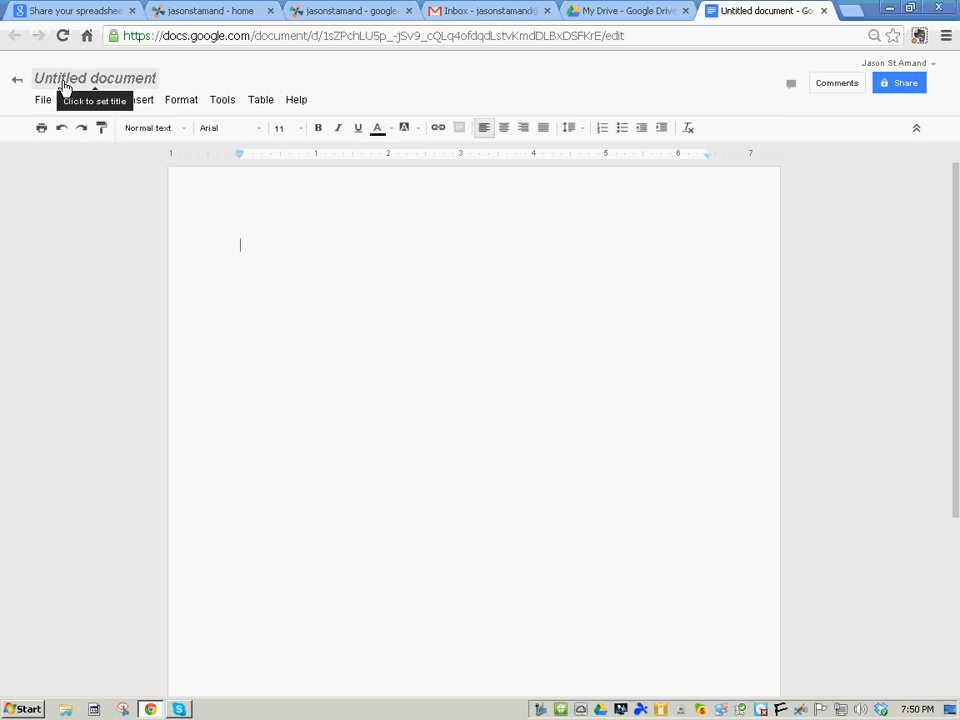 Share your spreadshee
jasonstamand - home
jasonstamand - google
Inbox - jasonstamand@
My Drive - Google Drive
Untitled document - Go
https://docs.google.com/document/d/1sZPchLU5p_-jSv9_cQLq4ofdqdLstvKmdDLBxDSFKrE/edit
Jason St.Amand
Untitled document
Comments
Share
File
Click to set title
nsert
Format
Tools
Table
Help
Normal text
Arial
11
B
I
U
A
A
1 1 2 3 4 5 6 7
Start
7:50 PM